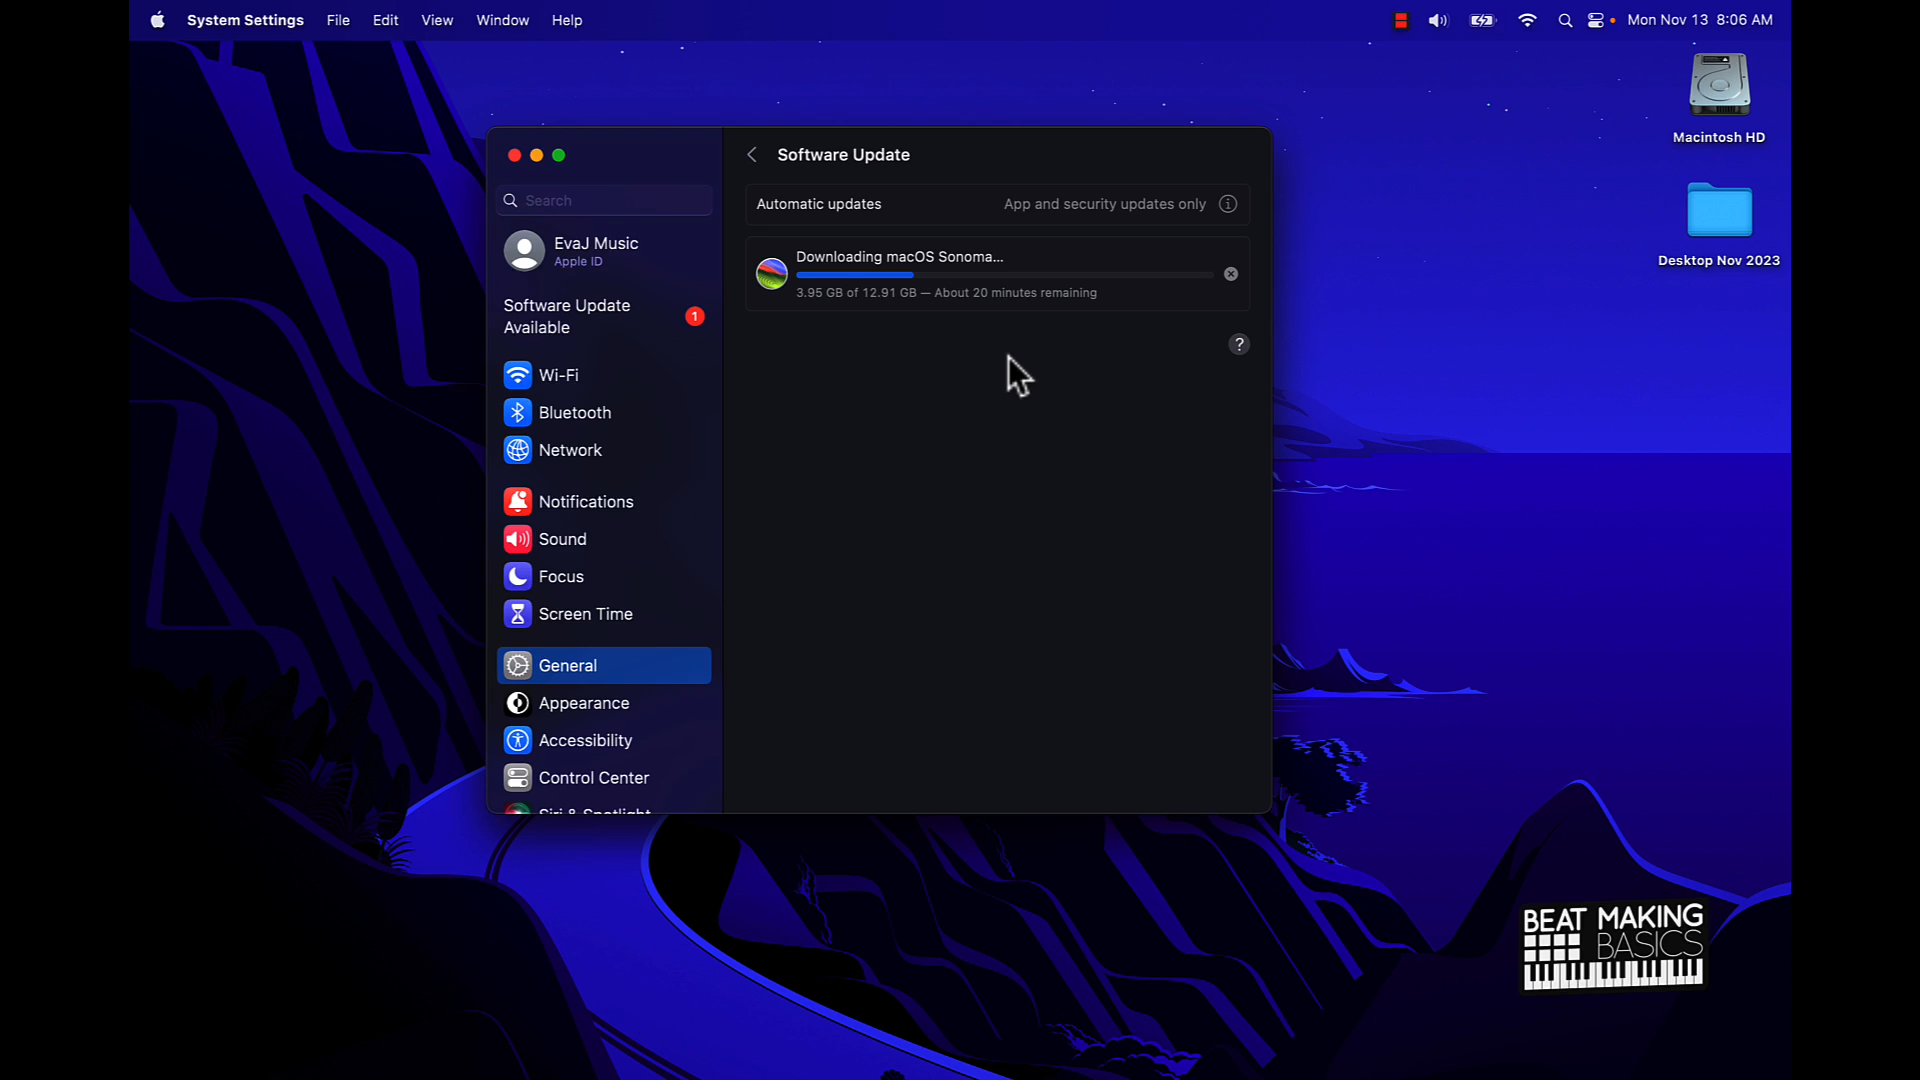 System Settings File Edit View Window Help
Mon Nov 13 8:06 AM
Macintosh HD
Desktop Nov 2023
Search
EvaJ Music
Apple ID
Software Update
Available
1
Wi-Fi
Bluetooth
Network
Notifications
Sound
Focus
Screen Time
General
Appearance
Accessibility
Control Center
Siri & Spotlight
Software Update
Automatic updates App and security updates only
Downloading macOS Sonoma...
3.95 GB of 12.91 GB — About 20 minutes remaining
?
BEAT MAKING
BASICS